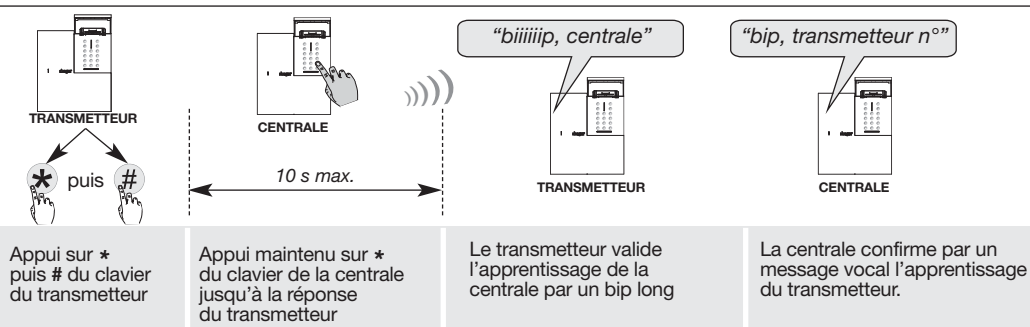 “biiiiiip, centrale”
“bip, transmetteur n°”
TRANSMETTEUR
CENTRALE
* puis #
10 s max.
TRANSMETTEUR
CENTRALE
Appui sur *
puis # du clavier
du transmetteur
Appui maintenu sur *
du clavier de la centrale
jusqu’à la réponse
du transmetteur
Le transmetteur valide
l’apprentissage de la
centrale par un bip long
La centrale confirme par un
message vocal l’apprentissage
du transmetteur.